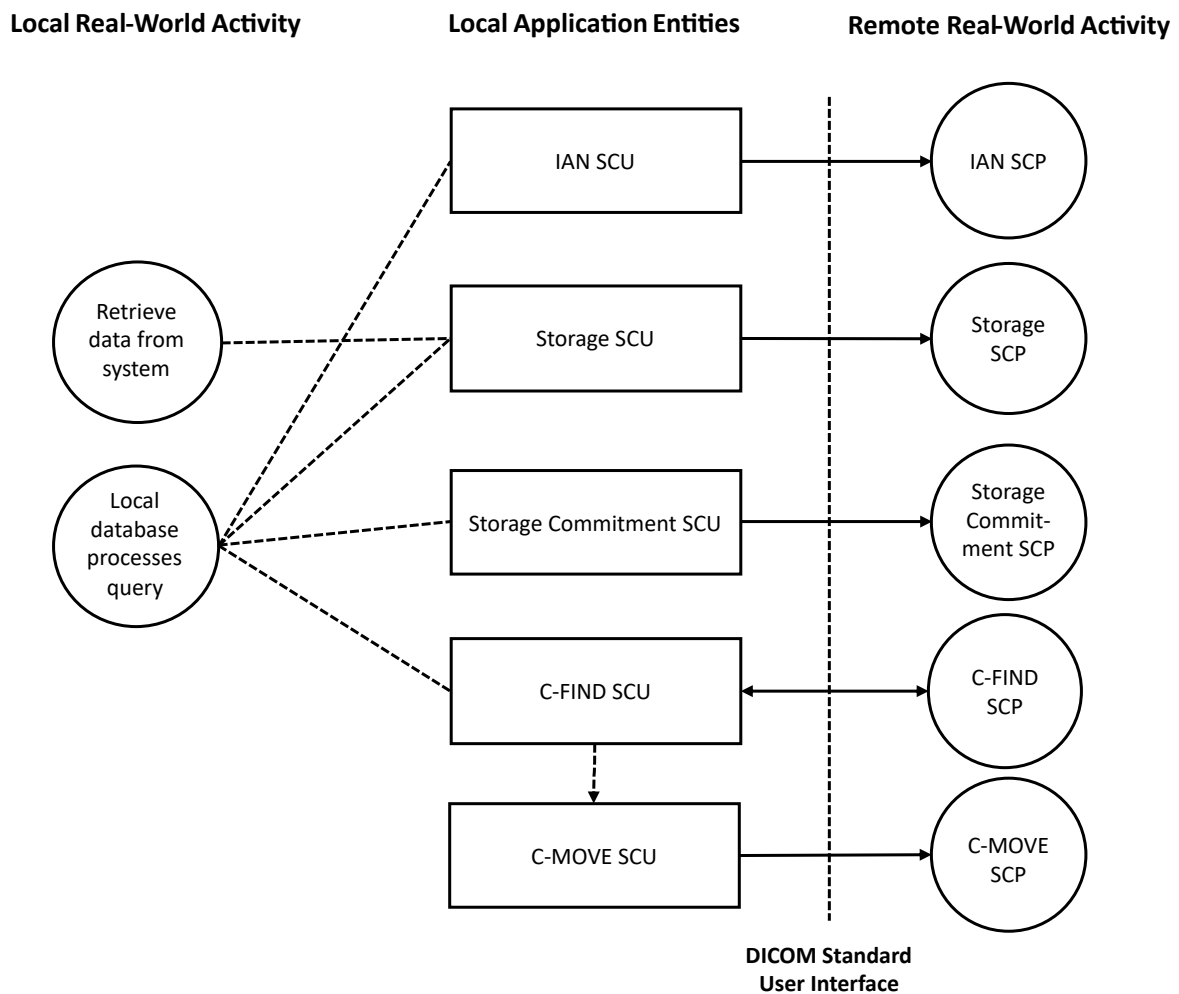 Local Real-World Activity
Local Application Entities
Remote Real-World Activity
IAN SCU
IAN SCP
Retrieve
data from
system
Storage SCU
Storage
SCP
Local
database
processes
query
Storage Commitment SCU
Storage
Commit-
ment SCP
C-FIND SCU
C-FIND
SCP
C-MOVE SCU
C-MOVE
SCP
DICOM Standard
User Interface